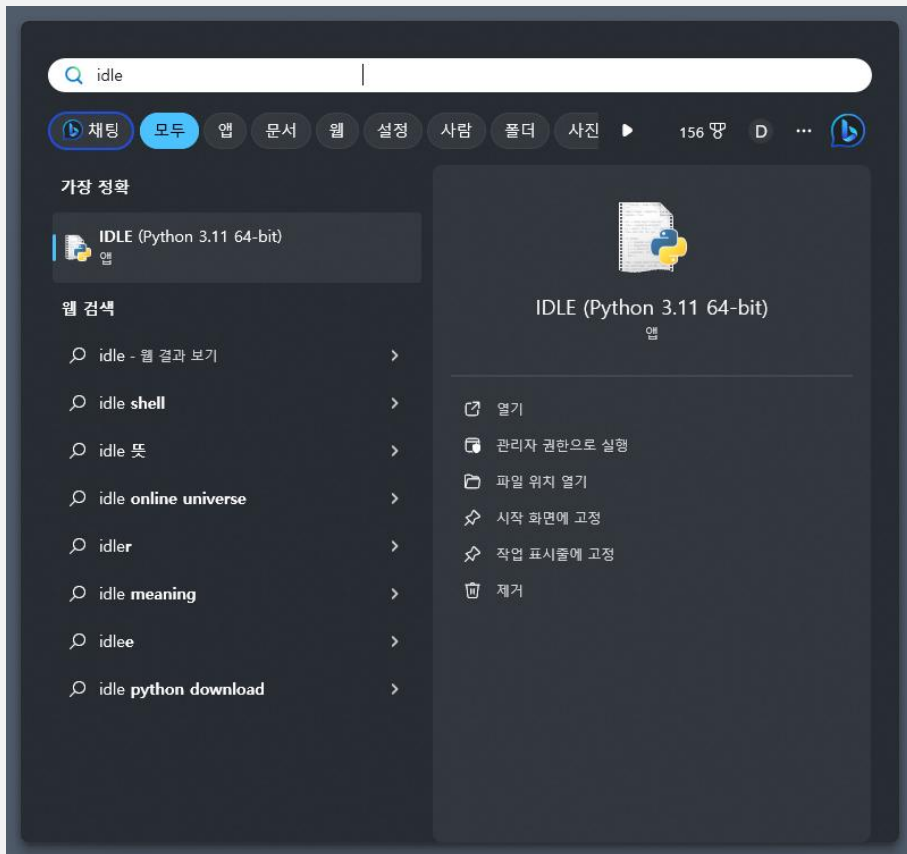 idle
채팅 모두 앱 문서 웹 설정 사람 폴더 사진 156 D ...
가장 정확
IDLE (Python 3.11 64-bit)
앱
웹 검색
idle - 웹 결과 보기
idle shell
idle 뜻
idle online universe
idler
idle meaning
idlee
idle python download
IDLE (Python 3.11 64-bit)
앱
열기
관리자 권한으로 실행
파일 위치 열기
시작 화면에 고정
작업 표시줄에 고정
제거